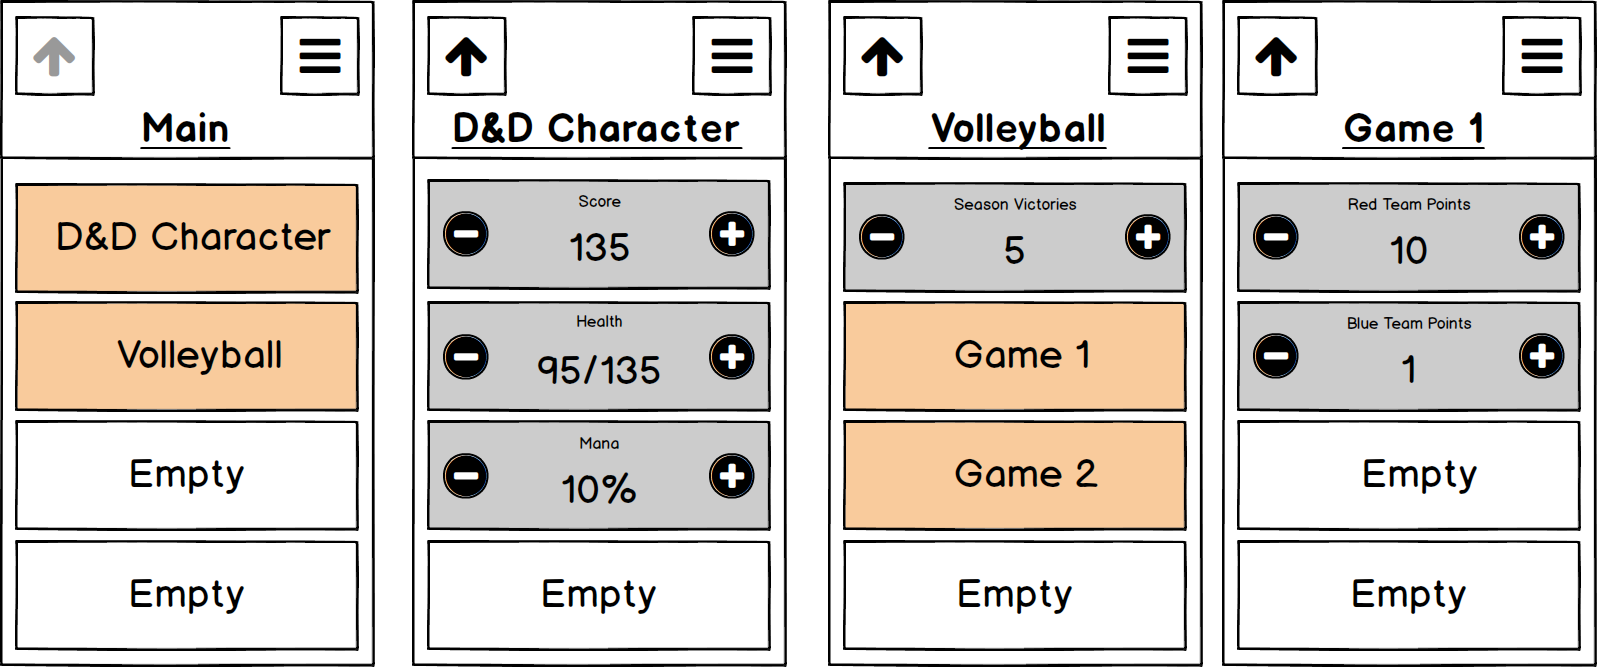 Main
D&D Character
Volleyball
Empty
Empty
D&D Character
Score
135
Health
95/135
Mana
10%
Empty
Volleyball
Season Victories
5
Game 1
Game 2
Empty
Game 1
Red Team Points
10
Blue Team Points
1
Empty
Empty